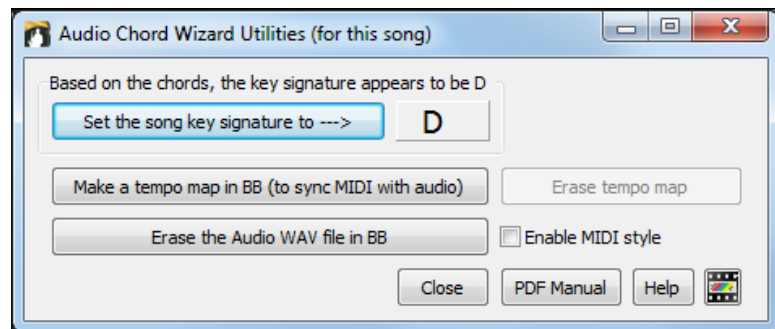 Audio Chord Wizard Utilities (for this song)
Based on the chords, the key signature appears to be D
Set the song key signature to --->
D
Make a tempo map in BB (to sync MIDI with audio)
Erase tempo map
Erase the Audio WAV file in BB
Enable MIDI style
Close
PDF Manual
Help